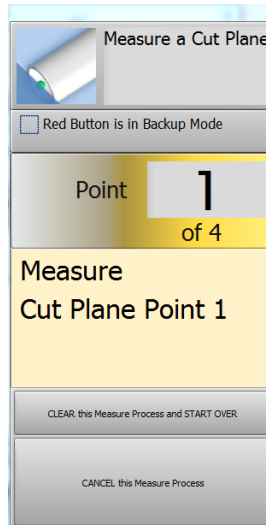 Measure a Cut Plane
Red Button is in Backup Mode
Point 1
of 4
Measure
Cut Plane Point 1
CLEAR this Measure Process and START OVER
CANCEL this Measure Process